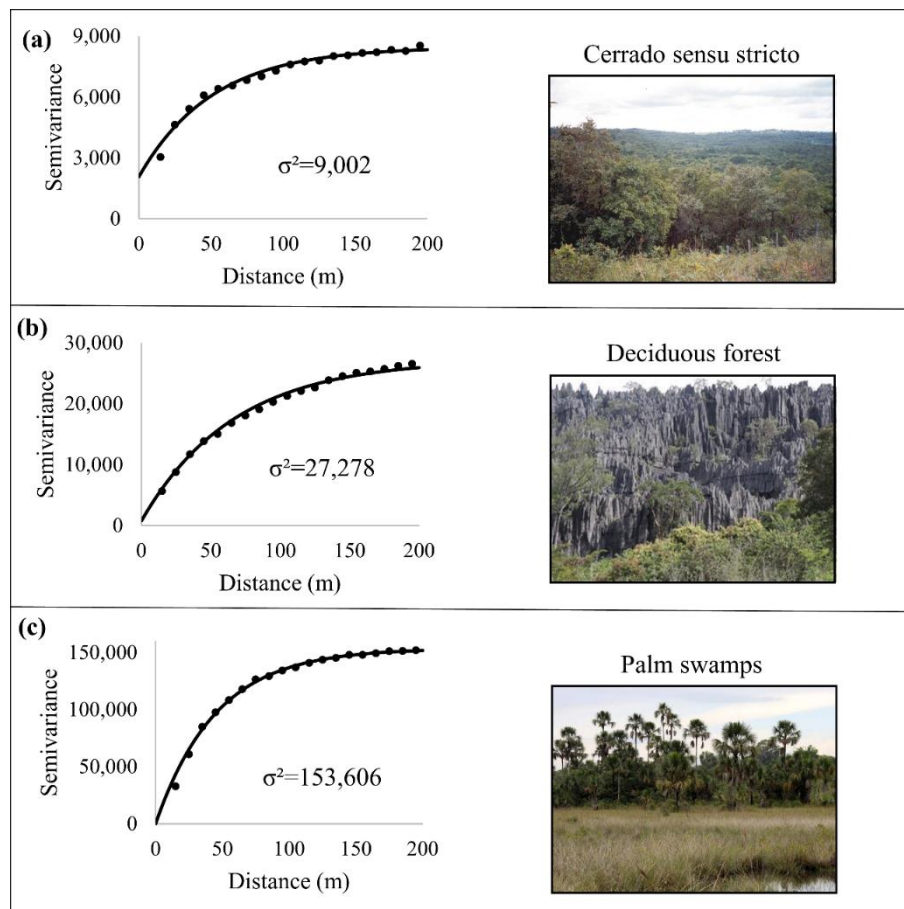 (a)
9,000
6,000
3,000
0
Semivariance
σ²=9,002
0 50 100 150 200
Distance (m)
Cerrado sensu stricto
(b)
30,000
20,000
10,000
0
Semivariance
σ²=27,278
0 50 100 150 200
Distance (m)
Deciduous forest
(c)
150,000
100,000
50,000
0
Semivariance
σ²=153,606
0 50 100 150 200
Distance (m)
Palm swamps